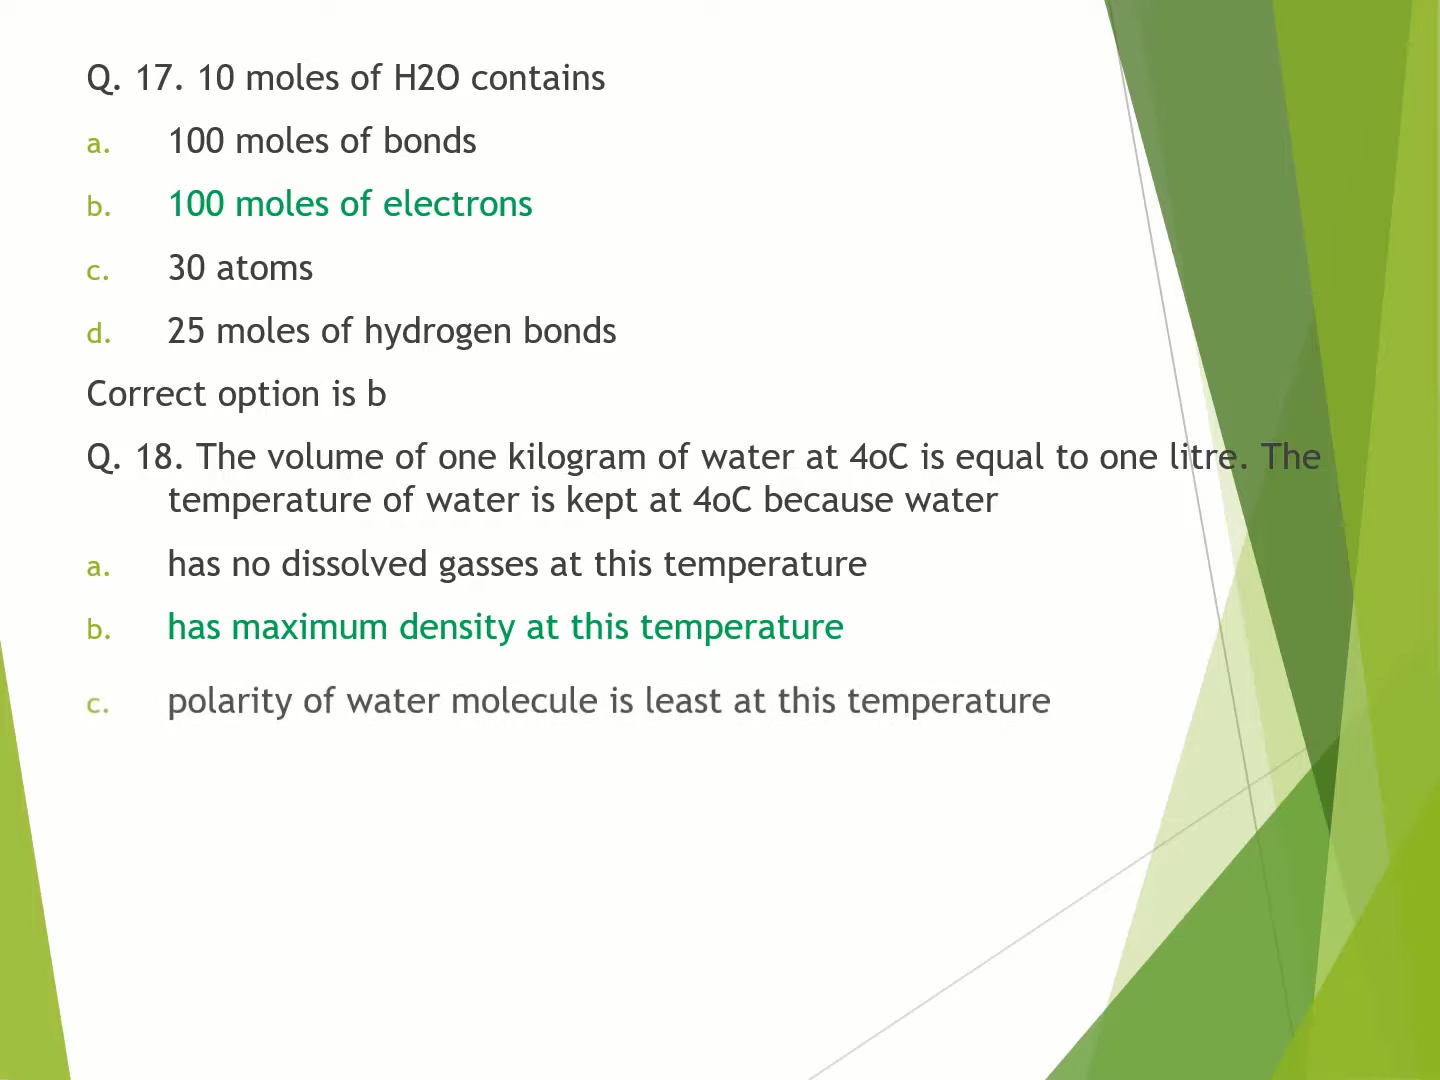 Q. 17. 10 moles of H2O contains
a. 100 moles of bonds
b. 100 moles of electrons
c. 30 atoms
d. 25 moles of hydrogen bonds
Correct option is b
Q. 18. The volume of one kilogram of water at 4oC is equal to one litre. The
temperature of water is kept at 4oC because water
a. has no dissolved gasses at this temperature
b. has maximum density at this temperature
c. polarity of water molecule is least at this temperature